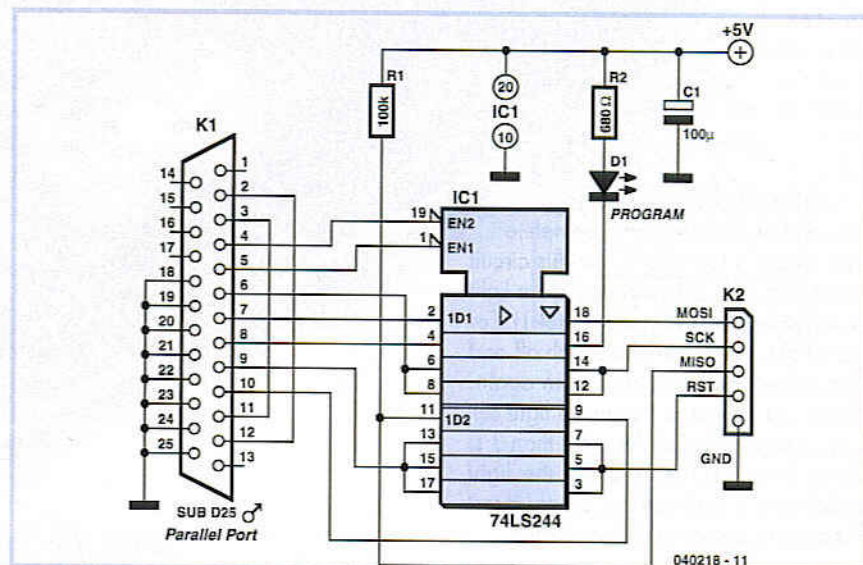 +5V
R1
100k
20
IC1
10
R2
680 Ω
C1
100µ
D1
PROGRAM
K1
1
14
2
15
3
16
4
17
5
18
6
19
7
20
8
21
9
22
10
23
11
24
12
25
13
SUB D25
Parallel Port
IC1
19 EN2
1 EN1
2 1D1 18
4 16
6 14
8 12
11 1D2 9
13 7
15 5
17 3
74LS244
K2
MOSI
SCK
MISO
RST
GND
040218 - 11